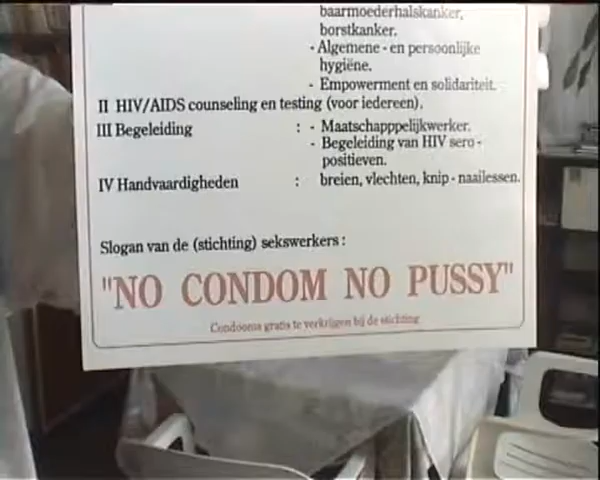 baarmoederhalskanker,
borstkanker.
- Algemene - en persoonlijke
hygiëne.
- Empowerment en solidariteit.
II HIV/AIDS counseling en testing (voor iedereen).
III Begeleiding : - Maatschapppelijkwerker.
- Begeleiding van HIV sero-
positieven.
IV Handvaardigheden : breien, vlechten, knip - naailessen.
Slogan van de (stichting) sekswerkers :
"NO CONDOM NO PUSSY"
Condooms gratis te verkrijgen bij de stichting